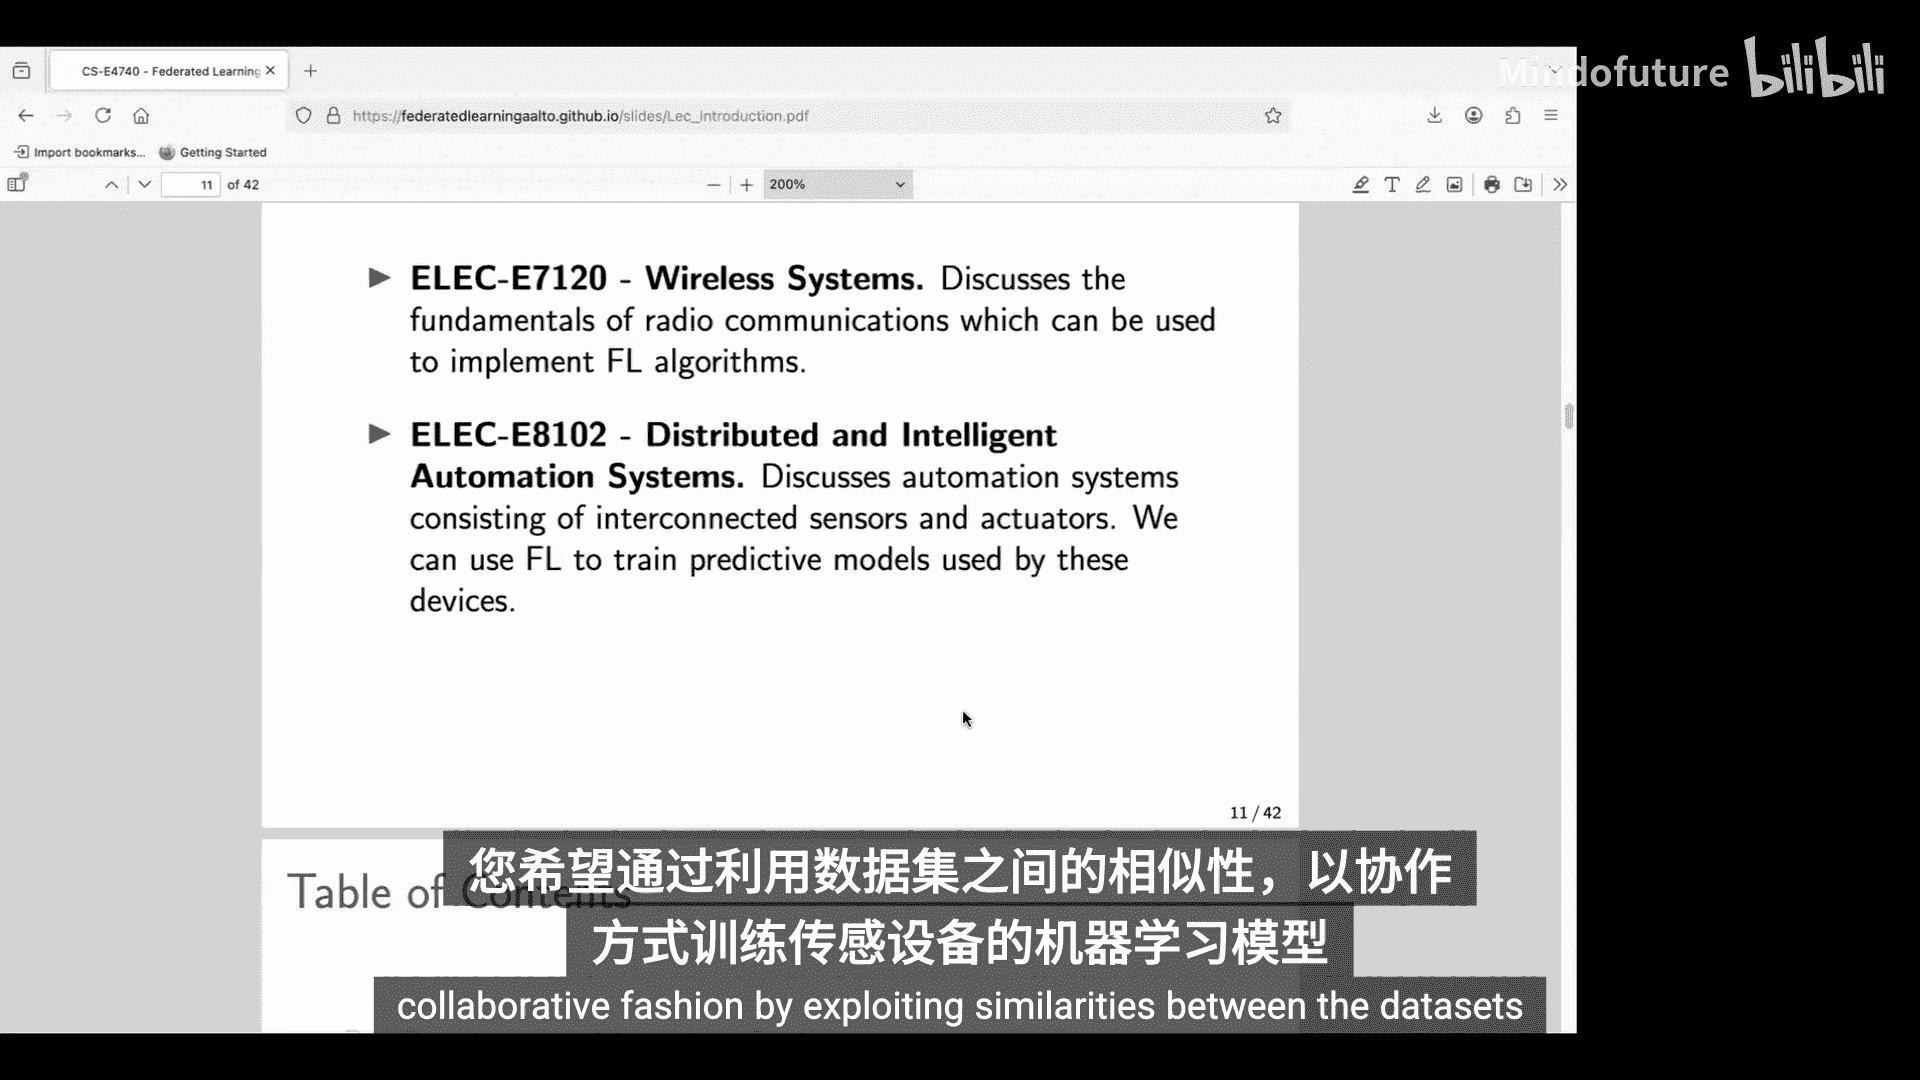 Mindofuture bilibili
CS-E4740 - Federated Learning
https://federatedlearningaalto.github.io/slides/Lec_introduction.pdf
Import bookmarks... Getting Started
11 of 42
200%
ELEC-E7120 - Wireless Systems. Discusses the
fundamentals of radio communications which can be used
to implement FL algorithms.
ELEC-E8102 - Distributed and Intelligent
Automation Systems. Discusses automation systems
consisting of interconnected sensors and actuators. We
can use FL to train predictive models used by these
devices.
11 / 42
Table of Contents
您希望通过利用数据集之间的相似性，以协作
方式训练传感设备的机器学习模型
collaborative fashion by exploiting similarities between the datasets